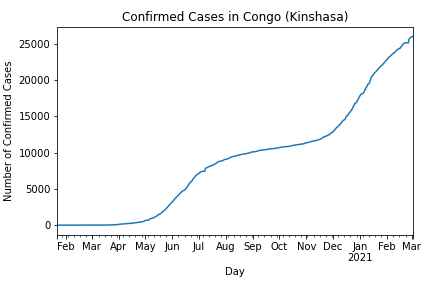 Confirmed Cases in Congo (Kinshasa)
Number of Confirmed Cases
25000
20000
15000
10000
5000
0
Feb Mar Apr May Jun Jul Aug Sep Oct Nov Dec Jan Feb Mar
2021
Day